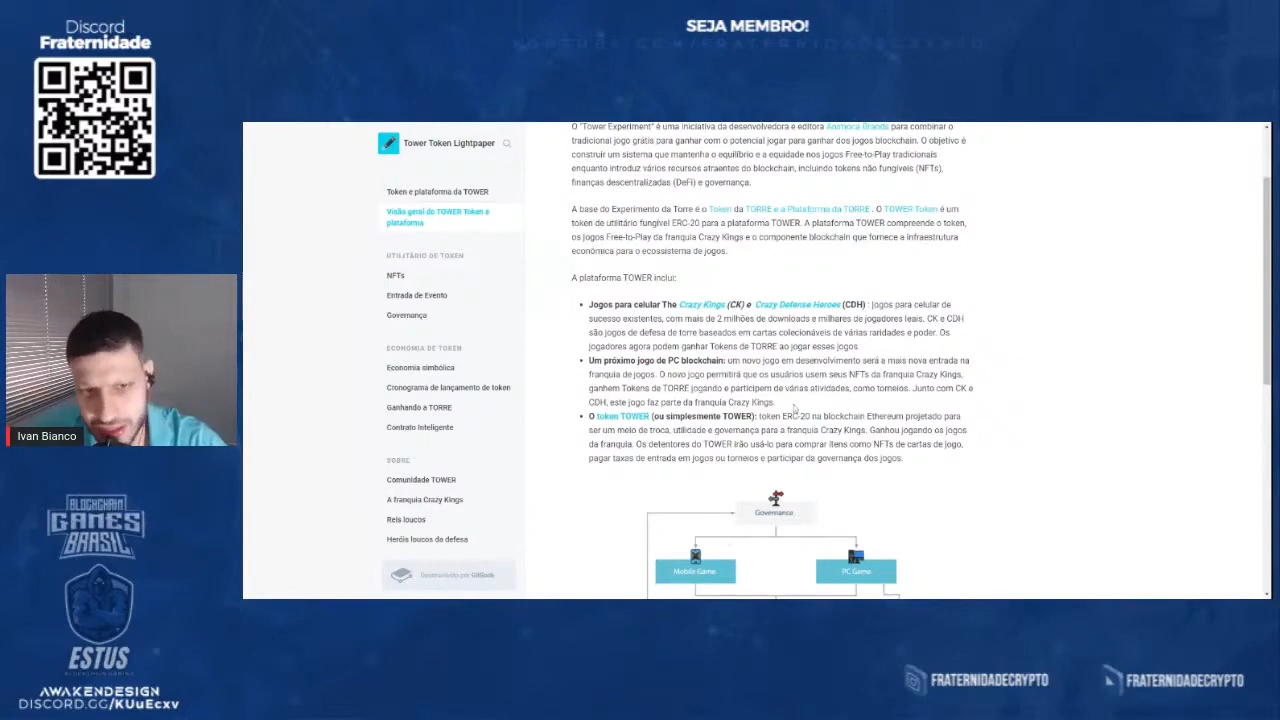 Discord
Fraternidade
SEJA MEMBRO!
Tower Token Lightpaper
Token e plataforma da TOWER
Visão geral do TOWER Token e
plataforma
UTILITÁRIO DE TOKEN
NFTs
Entrada de Evento
Governança
ECONOMIA DE TOKEN
Economia simbólica
Cronograma de lançamento de token
Ganhando a TORRE
Contrato Inteligente
SOBRE
Comunidade TOWER
A franquia Crazy Kings
Reis loucos
Heróis loucos da defesa
Desenvolvido por GitBook
O "Tower Experiment" é uma iniciativa da desenvolvedora e editora Animoca Brands para combinar o
tradicional jogo grátis para ganhar com o potencial jogar para ganhar dos jogos blockchain. O objetivo é
construir um sistema que mantenha o equilíbrio e a equidade nos jogos Free-to-Play tradicionais
enquanto introduz vários recursos atraentes do blockchain, incluindo tokens não fungíveis (NFTs),
finanças descentralizadas (DeFi) e governança.
A base do Experimento da Torre é o Token da TORRE e a Plataforma da TORRE . O TOWER Token é um
token de utilitário fungível ERC-20 para a plataforma TOWER. A plataforma TOWER compreende o token,
os jogos Free-to-Play da franquia Crazy Kings e o componente blockchain que fornece a infraestrutura
econômica para o ecossistema de jogos.
A plataforma TOWER inclui:
Jogos para celular The Crazy Kings (CK) e Crazy Defense Heroes (CDH) : jogos para celular de
sucesso existentes, com mais de 2 milhões de downloads e milhares de jogadores leais. CK e CDH
são jogos de defesa de torre baseados em cartas colecionáveis de várias raridades e poder. Os
jogadores agora podem ganhar Tokens de TORRE ao jogar esses jogos.
Um próximo jogo de PC blockchain: um novo jogo em desenvolvimento será a mais nova entrada na
franquia de jogos. O novo jogo permitirá que os usuários usem seus NFTs da franquia Crazy Kings,
ganhem Tokens de TORRE jogando e participem de várias atividades, como torneios. Junto com CK e
CDH, este jogo faz parte da franquia Crazy Kings.
O token TOWER (ou simplesmente TOWER): token ERC-20 na blockchain Ethereum projetado para
ser um meio de troca, utilidade e governança para a franquia Crazy Kings. Ganhou jogando os jogos
da franquia. Os detentores do TOWER irão usá-lo para comprar itens como NFTs de cartas de jogo,
pagar taxas de entrada em jogos ou torneios e participar da governança dos jogos.
Governance
Mobile Game
PC Game
Ivan Bianco
BLOCKCHAIN
GAMES
BRASIL
ESTUS
BLOCKCHAIN GAMING
AWAKENDESIGN
DISCORD.GG/KUuEcxv
FRATERNIDADECRYPTO
FRATERNIDADECRYPTO